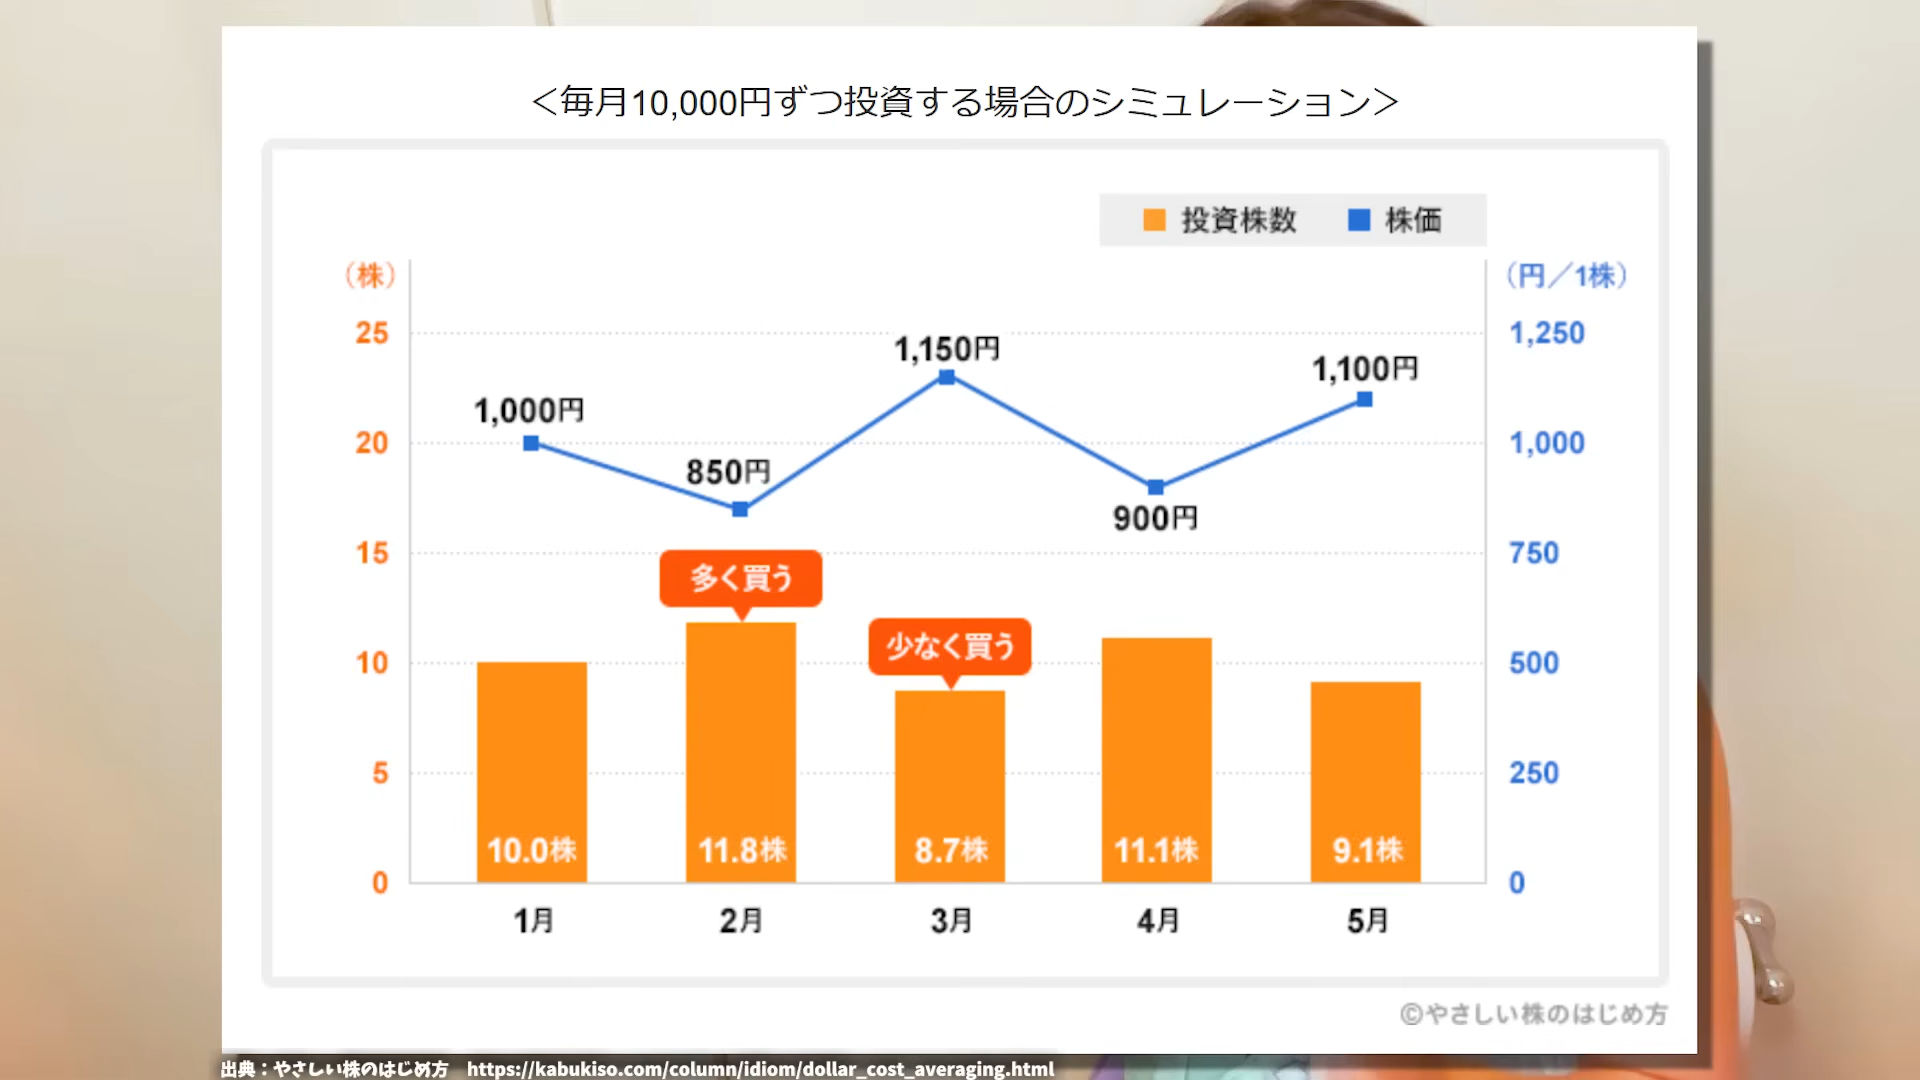 ＜毎月10,000円ずつ投資する場合のシミュレーション＞
投資株数 株価
（株） （円／1株）
25 1,250
20 1,000
15 750
10 500
5 250
0 0
1,000円
850円
1,150円
900円
1,100円
多く買う
少なく買う
10.0株 11.8株 8.7株 11.1株 9.1株
1月 2月 3月 4月 5月
©やさしい株のはじめ方
出典：やさしい株のはじめ方 https://kabukiso.com/column/idiom/dollar_cost_averaging.html